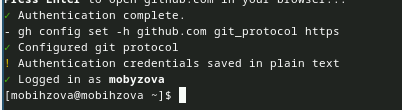 Press Enter to open github.com in your browser...
✓ Authentication complete.
- gh config set -h github.com git_protocol https
✓ Configured git protocol
! Authentication credentials saved in plain text
✓ Logged in as mobyzova
[mobihzova@mobihzova ~]$